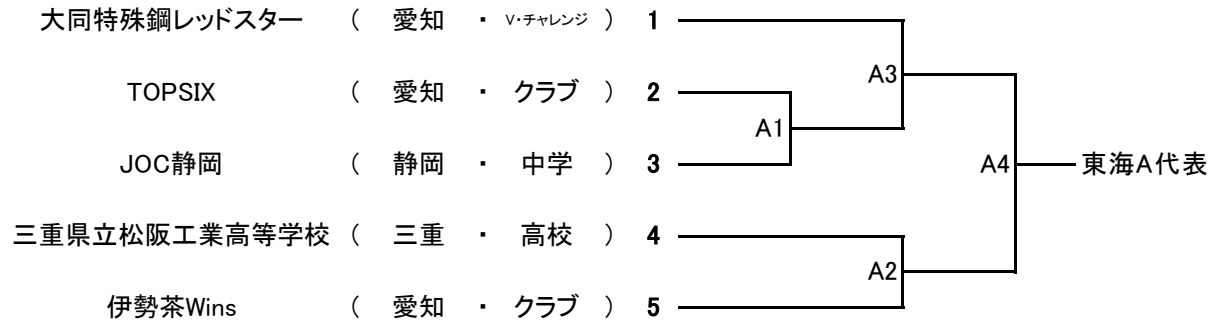 大同特殊鋼レッドスター ( 愛知 ・ V・チャレンジ ) 1
A3
TOPSIX ( 愛知 ・ クラブ ) 2
A1
JOC静岡 ( 静岡 ・ 中学 ) 3
A4 東海A代表
三重県立松阪工業高等学校 ( 三重 ・ 高校 ) 4
A2
伊勢茶Wins ( 愛知 ・ クラブ ) 5